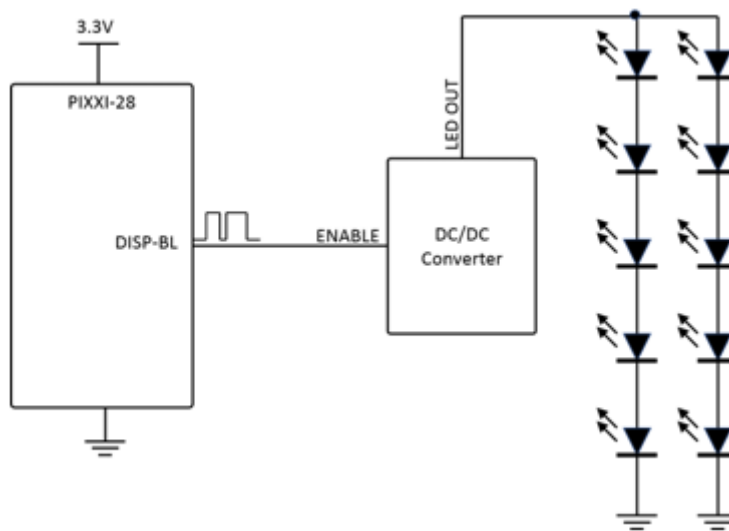 3.3V
PIXXI-28
DISP-BL
ENABLE
LED OUT
DC/DC
Converter